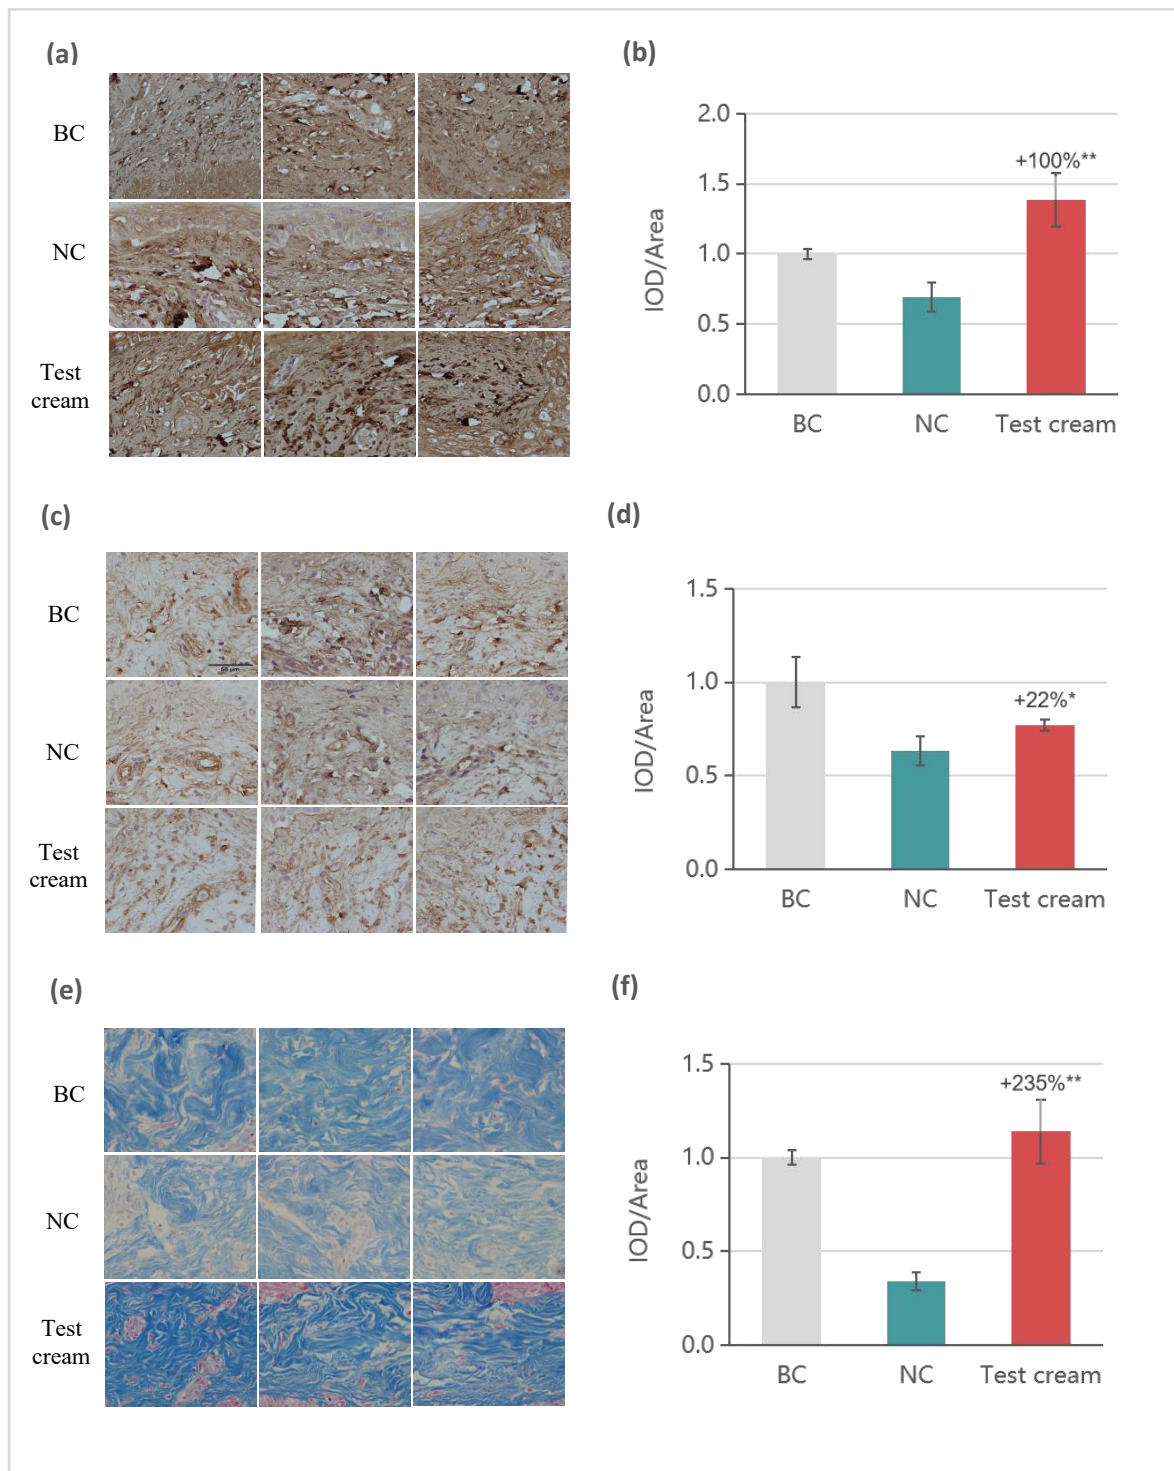 (a)
BC
NC
Test
cream
(b)
2.0
1.5
1.0
0.5
0.0
IOD/Area
+100%**
BC NC Test cream
(c)
BC
50 μm
NC
Test
cream
(d)
1.5
1.0
0.5
0.0
IOD/Area
+22%*
BC NC Test cream
(e)
BC
NC
Test
cream
(f)
1.5
1.0
0.5
0.0
IOD/Area
+235%**
BC NC Test cream